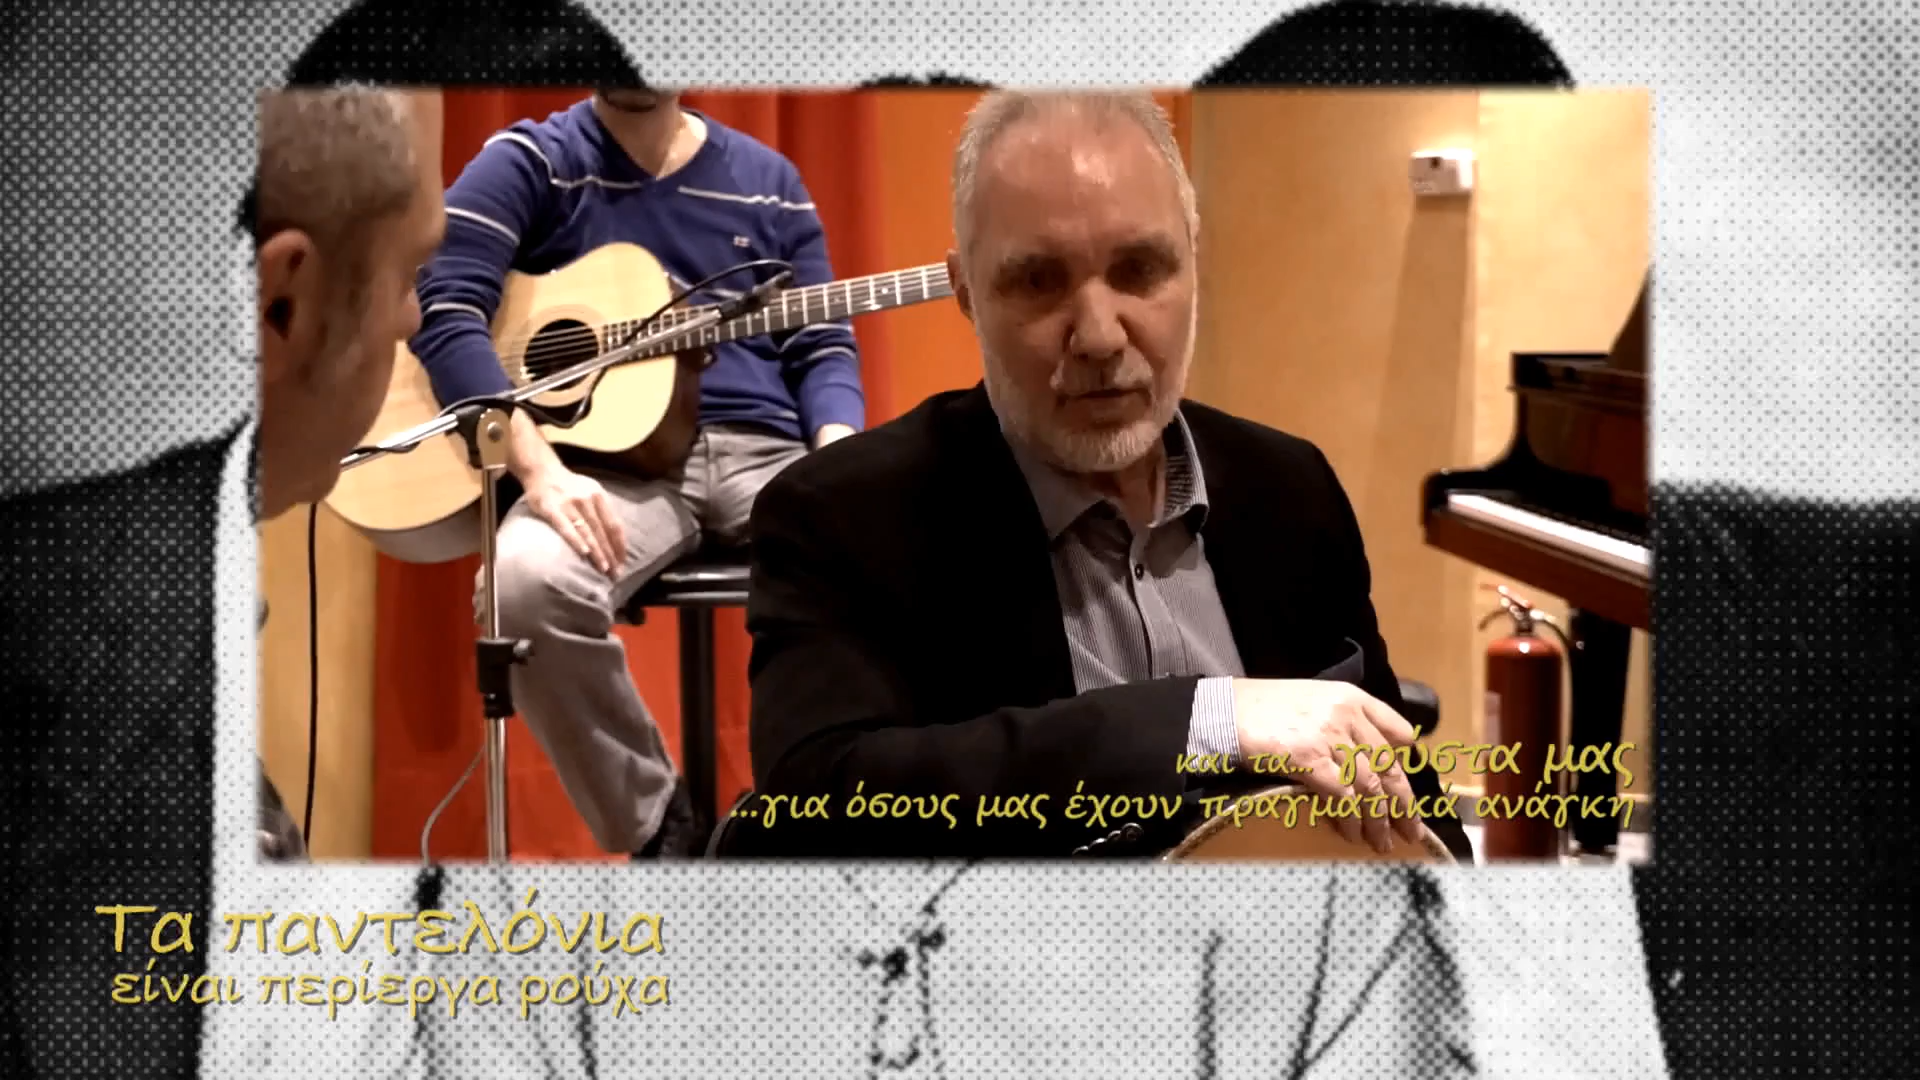 και τα... γούστα μας
...για όσους μας έχουν πραγματικά ανάγκη
Τα παντελόνια
είναι περίεργα ρούχα